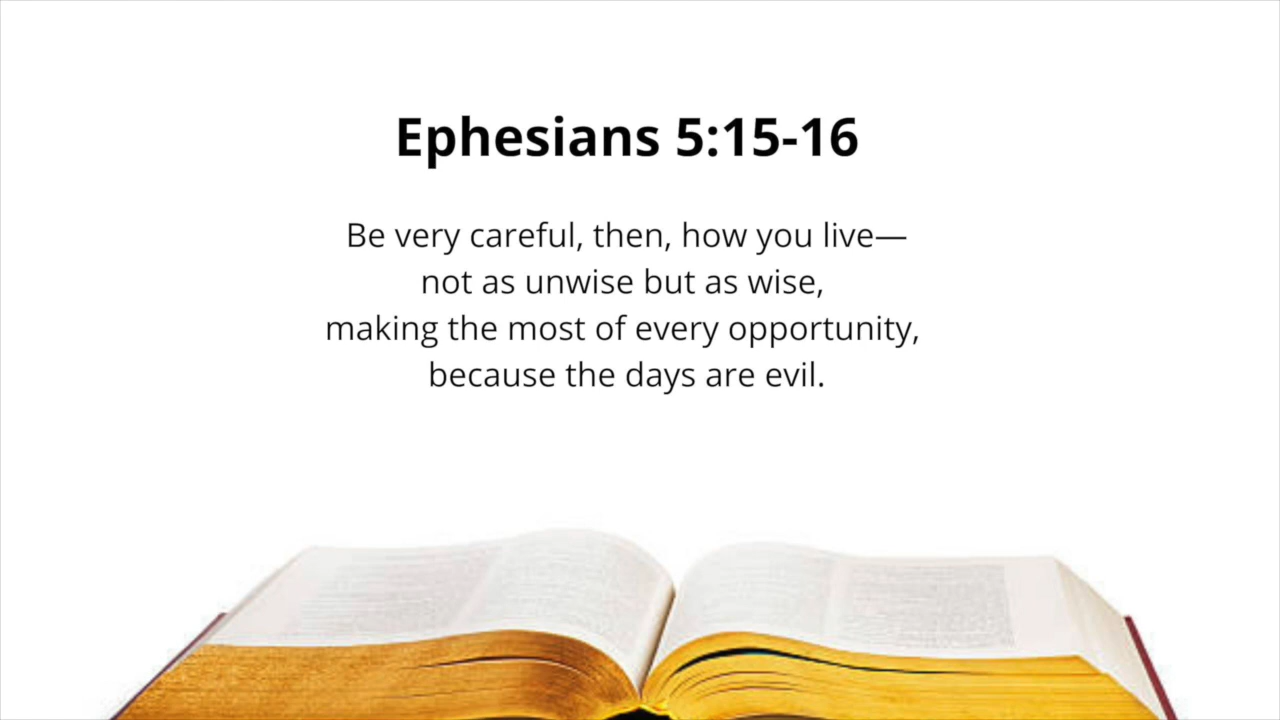 Ephesians 5:15-16
Be very careful, then, how you live—
not as unwise but as wise,
making the most of every opportunity,
because the days are evil.